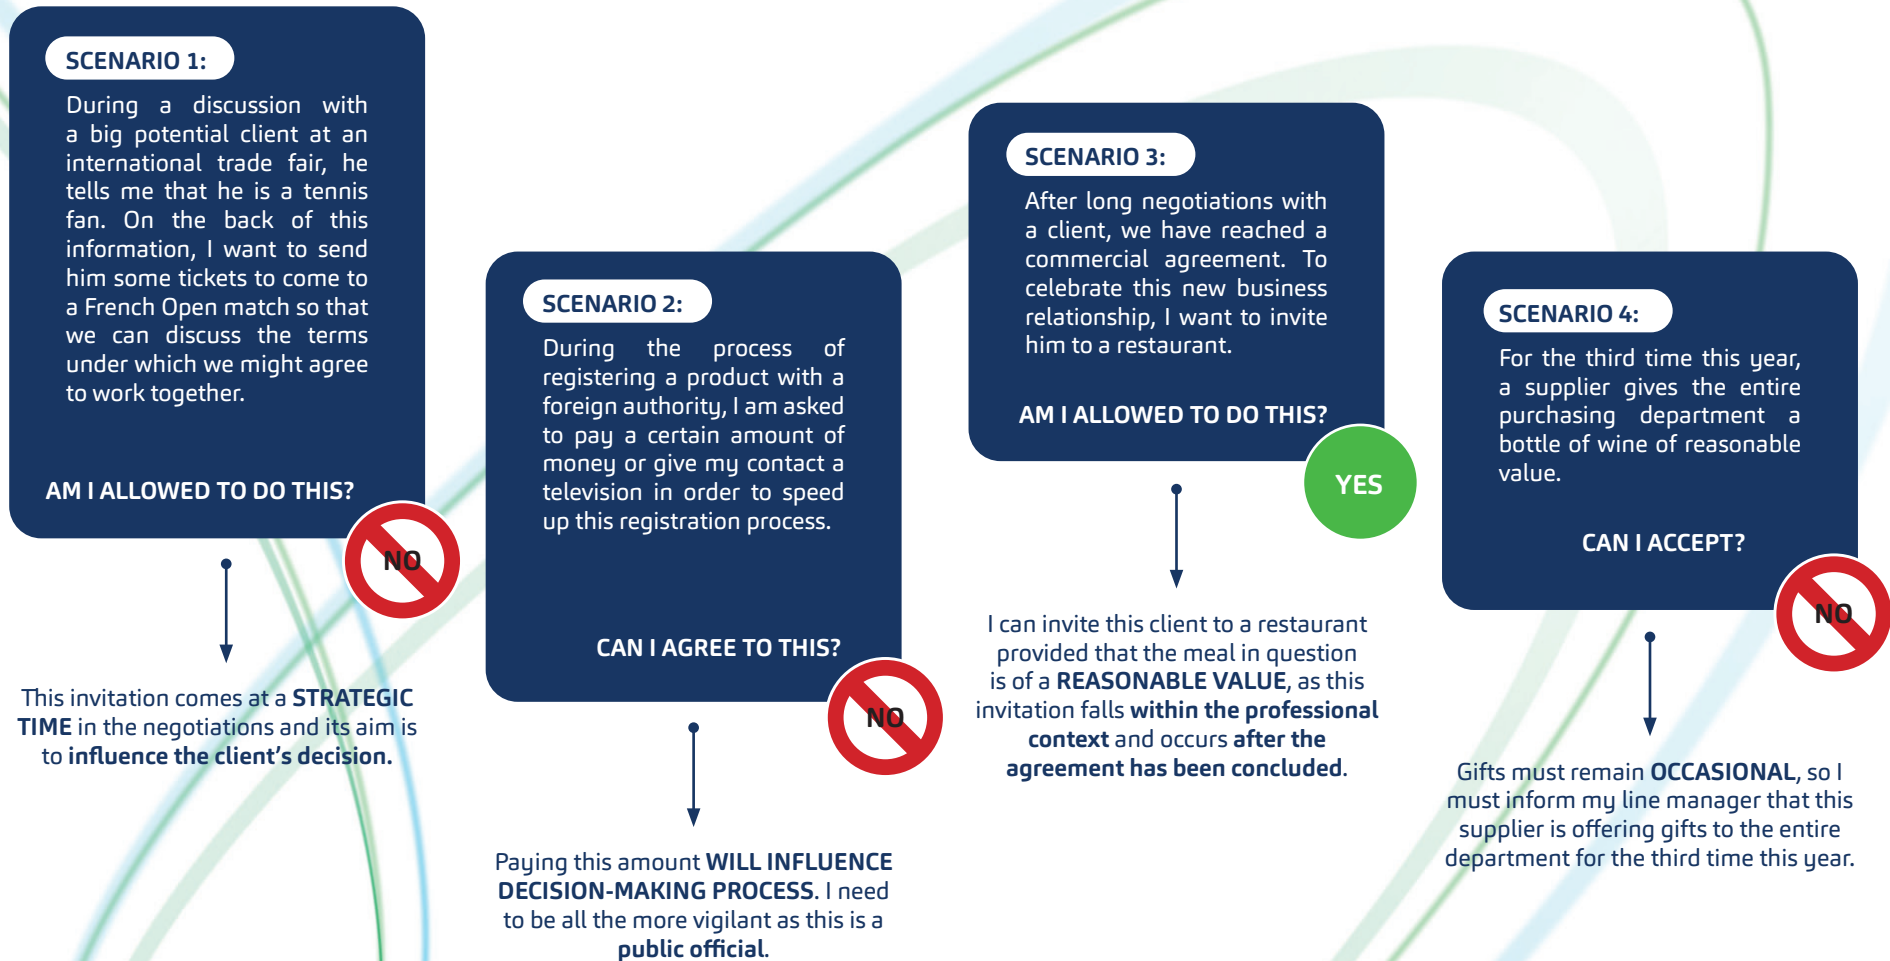 SCENARIO 1:
During a discussion with
a big potential client at an
international trade fair, he
tells me that he is a tennis
fan. On the back of this
information, I want to send
him some tickets to come to
a French Open match so that
we can discuss the terms
under which we might agree
to work together.
AM I ALLOWED TO DO THIS?
NO
This invitation comes at a STRATEGIC
TIME in the negotiations and its aim is
to influence the client's decision.
SCENARIO 2:
During the process of
registering a product with a
foreign authority, I am asked
to pay a certain amount of
money or give my contact a
television in order to speed
up this registration process.
CAN I AGREE TO THIS?
NO
Paying this amount WILL INFLUENCE
DECISION-MAKING PROCESS. I need
to be all the more vigilant as this is a
public official.
SCENARIO 3:
After long negotiations with
a client, we have reached a
commercial agreement. To
celebrate this new business
relationship, I want to invite
him to a restaurant.
AM I ALLOWED TO DO THIS?
YES
I can invite this client to a restaurant
provided that the meal in question
is of a REASONABLE VALUE, as this
invitation falls within the professional
context and occurs after the
agreement has been concluded.
SCENARIO 4:
For the third time this year,
a supplier gives the entire
purchasing department a
bottle of wine of reasonable
value.
CAN I ACCEPT?
NO
Gifts must remain OCCASIONAL, so I
must inform my line manager that this
supplier is offering gifts to the entire
department for the third time this year.